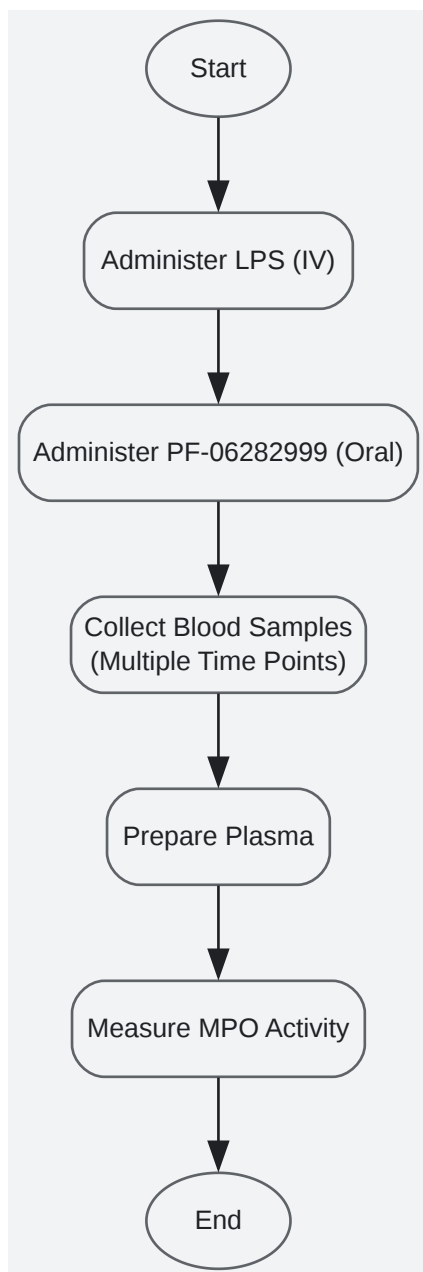 Start
Administer LPS (IV)
Administer PF-06282999 (Oral)
Collect Blood Samples
(Multiple Time Points)
Prepare Plasma
Measure MPO Activity
End